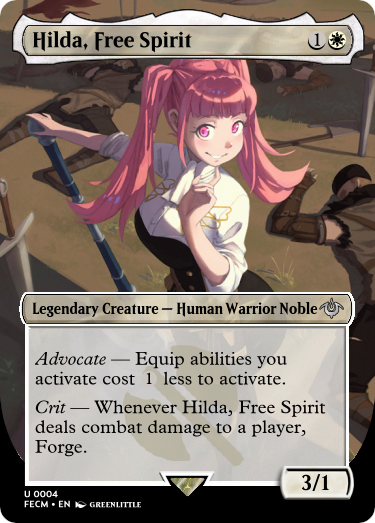 Hilda, Free Spirit 1
Legendary Creature — Human Warrior Noble
Advocate — Equip abilities you
activate cost 1 less to activate.
Crit — Whenever Hilda, Free Spirit
deals combat damage to a player,
Forge.
3/1
U 0004
FECM • EN GREENLITTLE